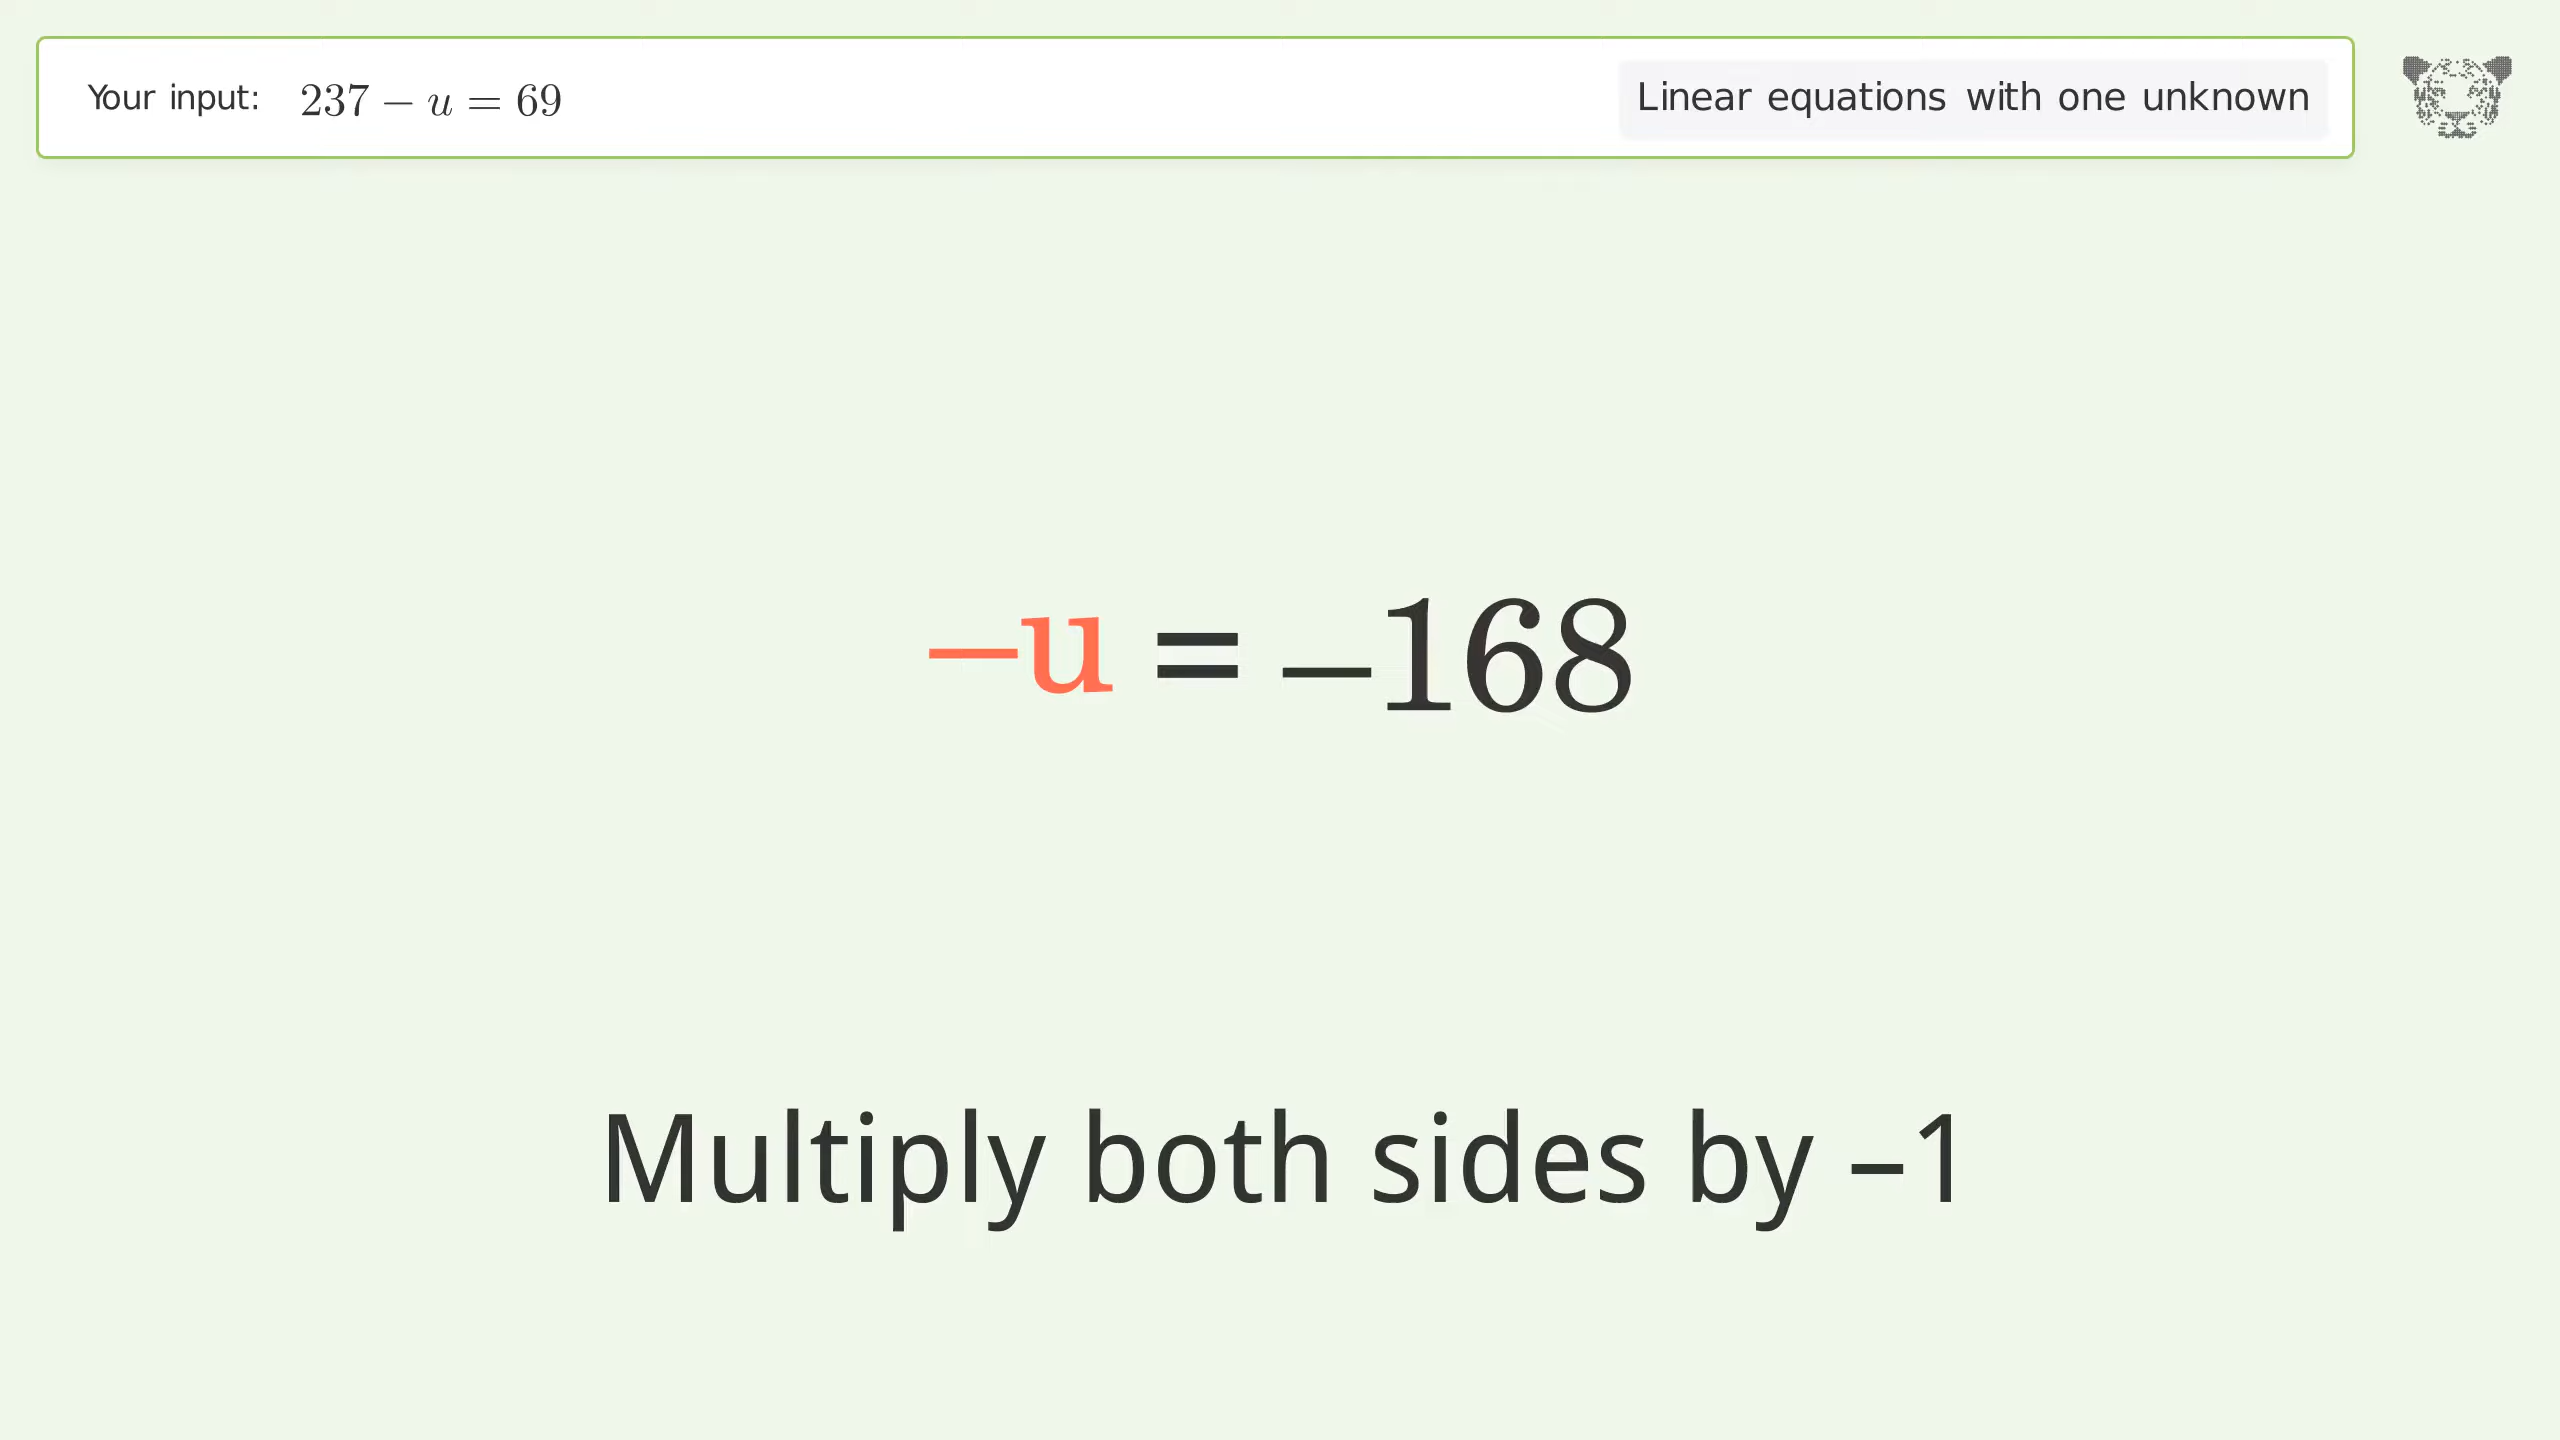 Your input: 237 − u = 69
Linear equations with one unknown
−u = −168
Multiply both sides by −1